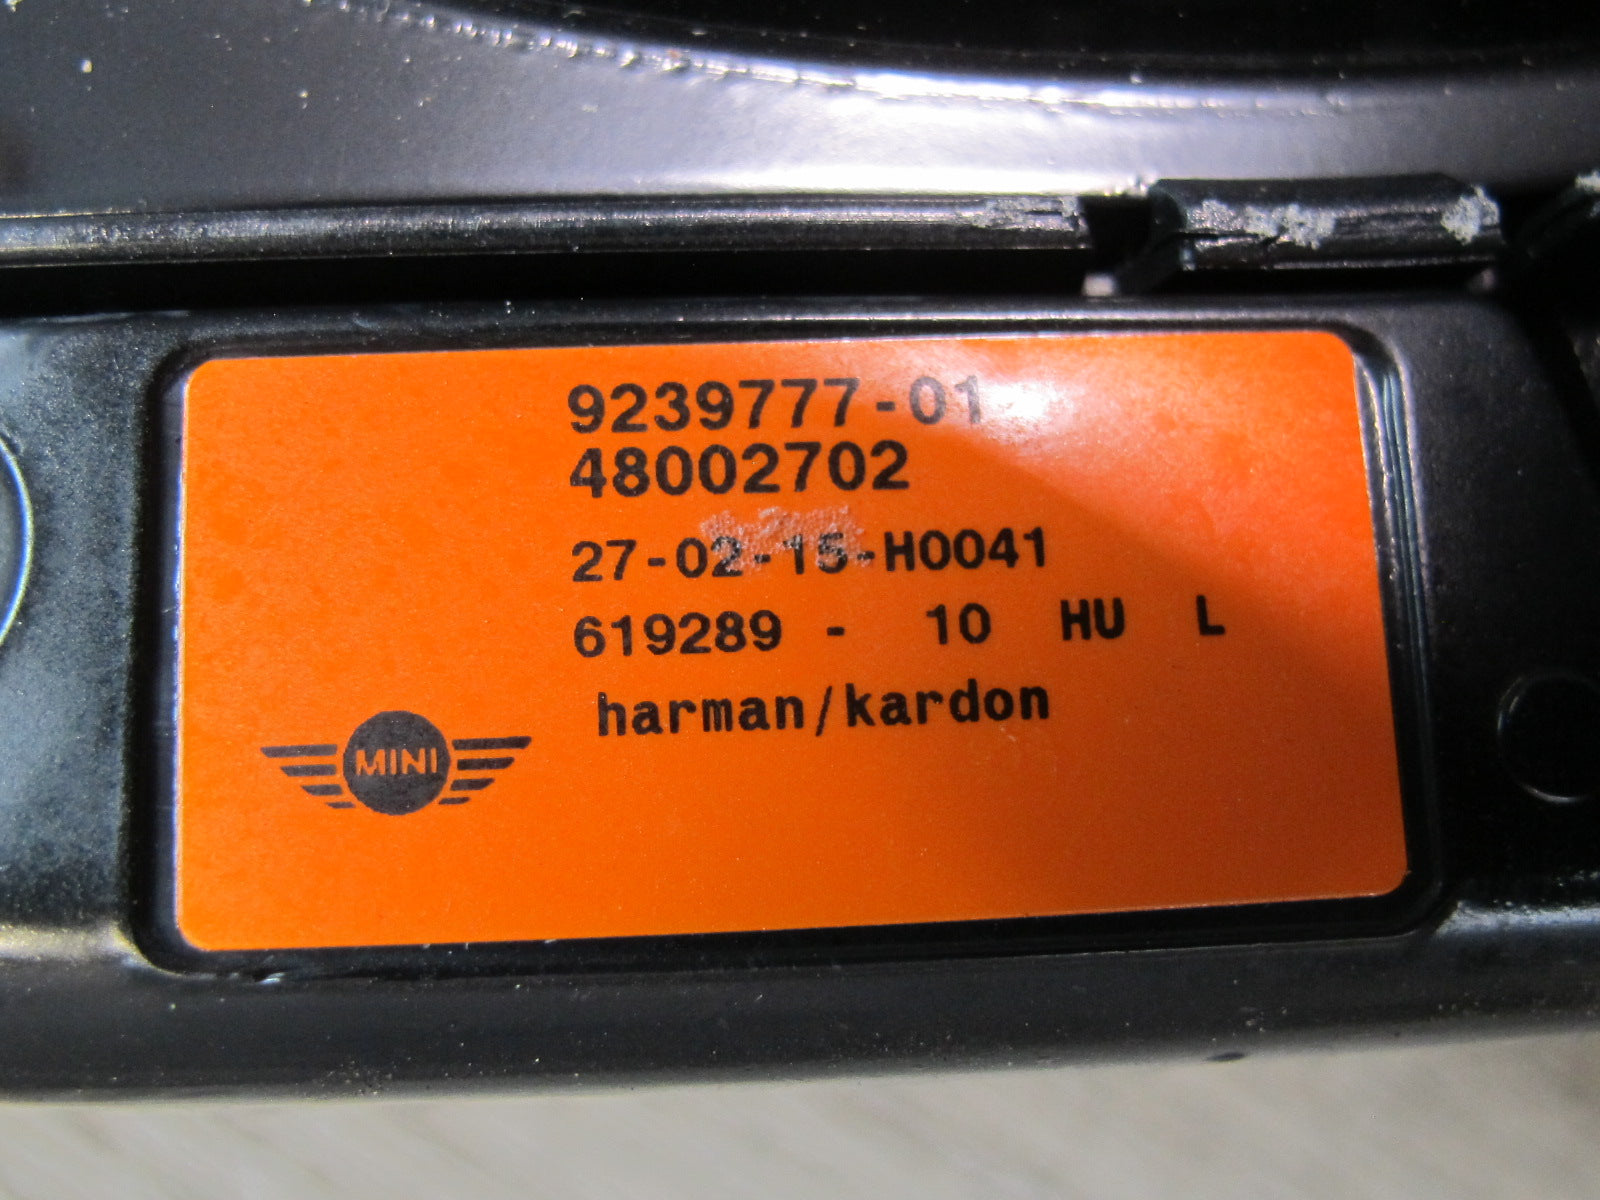 9239777-01
48002702
27-02-15-H0041
619289 - 10 HU L
harman/kardon
MINI